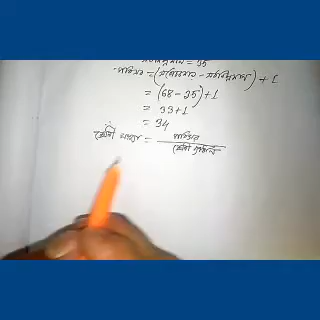 = 35
পরিসর = (সর্বোচ্চমান - সর্বনিম্নমান) + 1
= (68 - 35) + 1
= 33 + 1
= 34
শ্রেণী সংখ্যা = পরিসর
শ্রেণী ব্যবধান